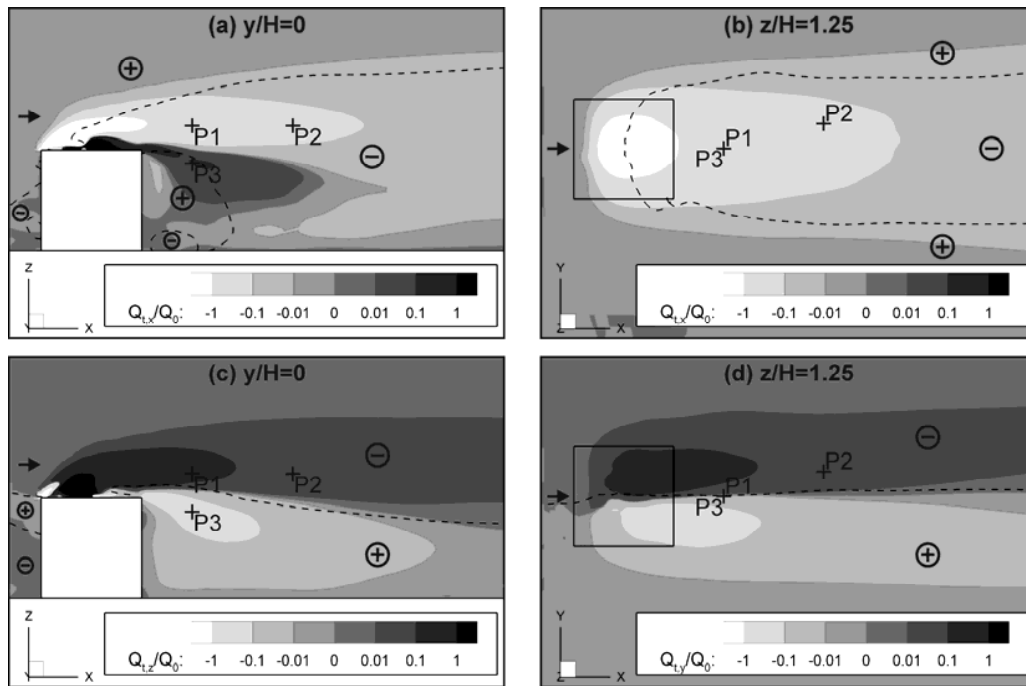 (a) y/H=0
P1
P2
P3
Z
Y
X
Qt,x/Q0: -1 -0.1 -0.01 0 0.01 0.1 1
(b) z/H=1.25
P1
P2
P3
Y
Z
X
Qt,x/Q0: -1 -0.1 -0.01 0 0.01 0.1 1
(c) y/H=0
P1
P2
P3
Z
Y
X
Qt,z/Q0: -1 -0.1 -0.01 0 0.01 0.1 1
(d) z/H=1.25
P2
P1
P3
Y
Z
X
Qt,y/Q0: -1 -0.1 -0.01 0 0.01 0.1 1